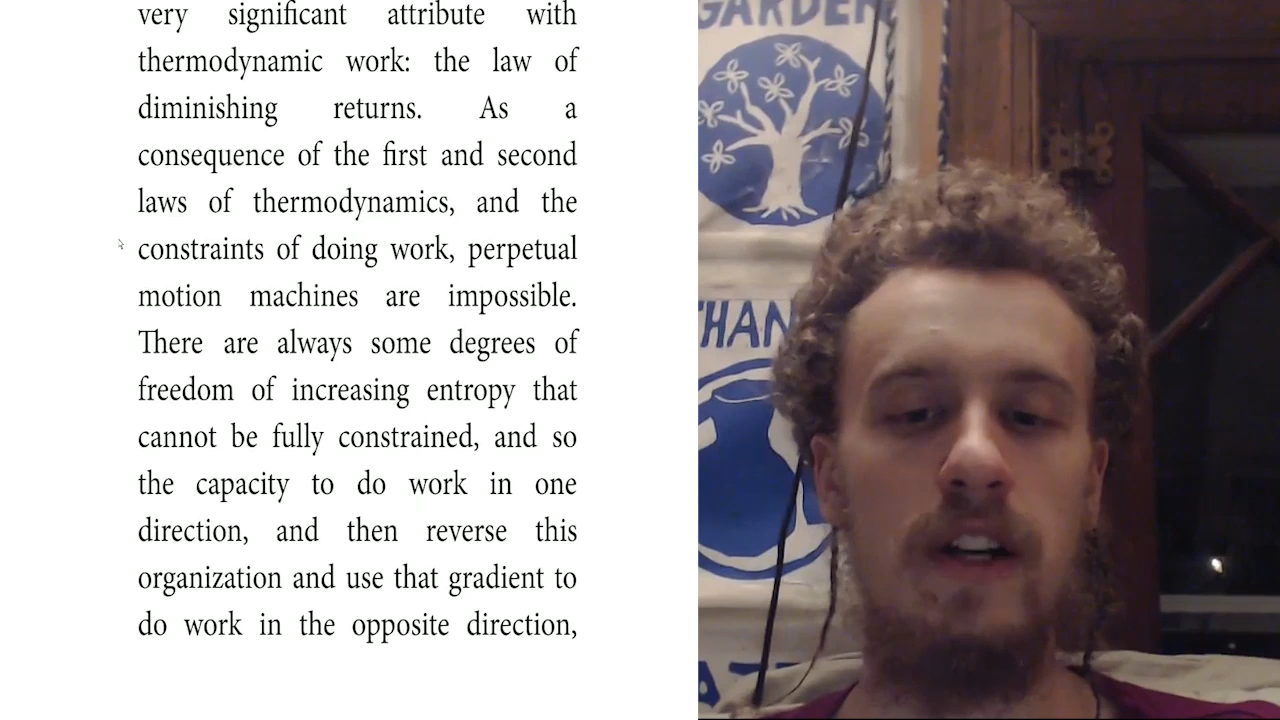 very significant attribute with
thermodynamic work: the law of
diminishing returns. As a
consequence of the first and second
laws of thermodynamics, and the
constraints of doing work, perpetual
motion machines are impossible.
There are always some degrees of
freedom of increasing entropy that
cannot be fully constrained, and so
the capacity to do work in one
direction, and then reverse this
organization and use that gradient to
do work in the opposite direction,
GARDEN